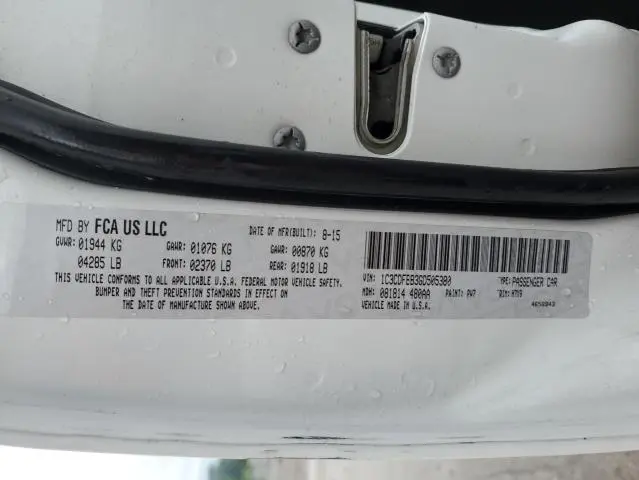 MFD BY FCA US LLC
DATE OF MFR(BUILT): 8-15
GVWR: 01944 KG GAWR: 01076 KG GAWR: 00870 KG
04285 LB FRONT: 02370 LB REAR: 01918 LB
THIS VEHICLE CONFORMS TO ALL APPLICABLE U.S.A. FEDERAL MOTOR VEHICLE SAFETY,
BUMPER AND THEFT PREVENTION STANDARDS IN EFFECT ON
THE DATE OF MANUFACTURE SHOWN ABOVE.
VIN: 1C3CDFEB3GD505380 TYPE: PASSENGER CAR
MDH: 081814 480AA PAINT: PW7 TRIM:
VEHICLE MADE IN U.S.A.